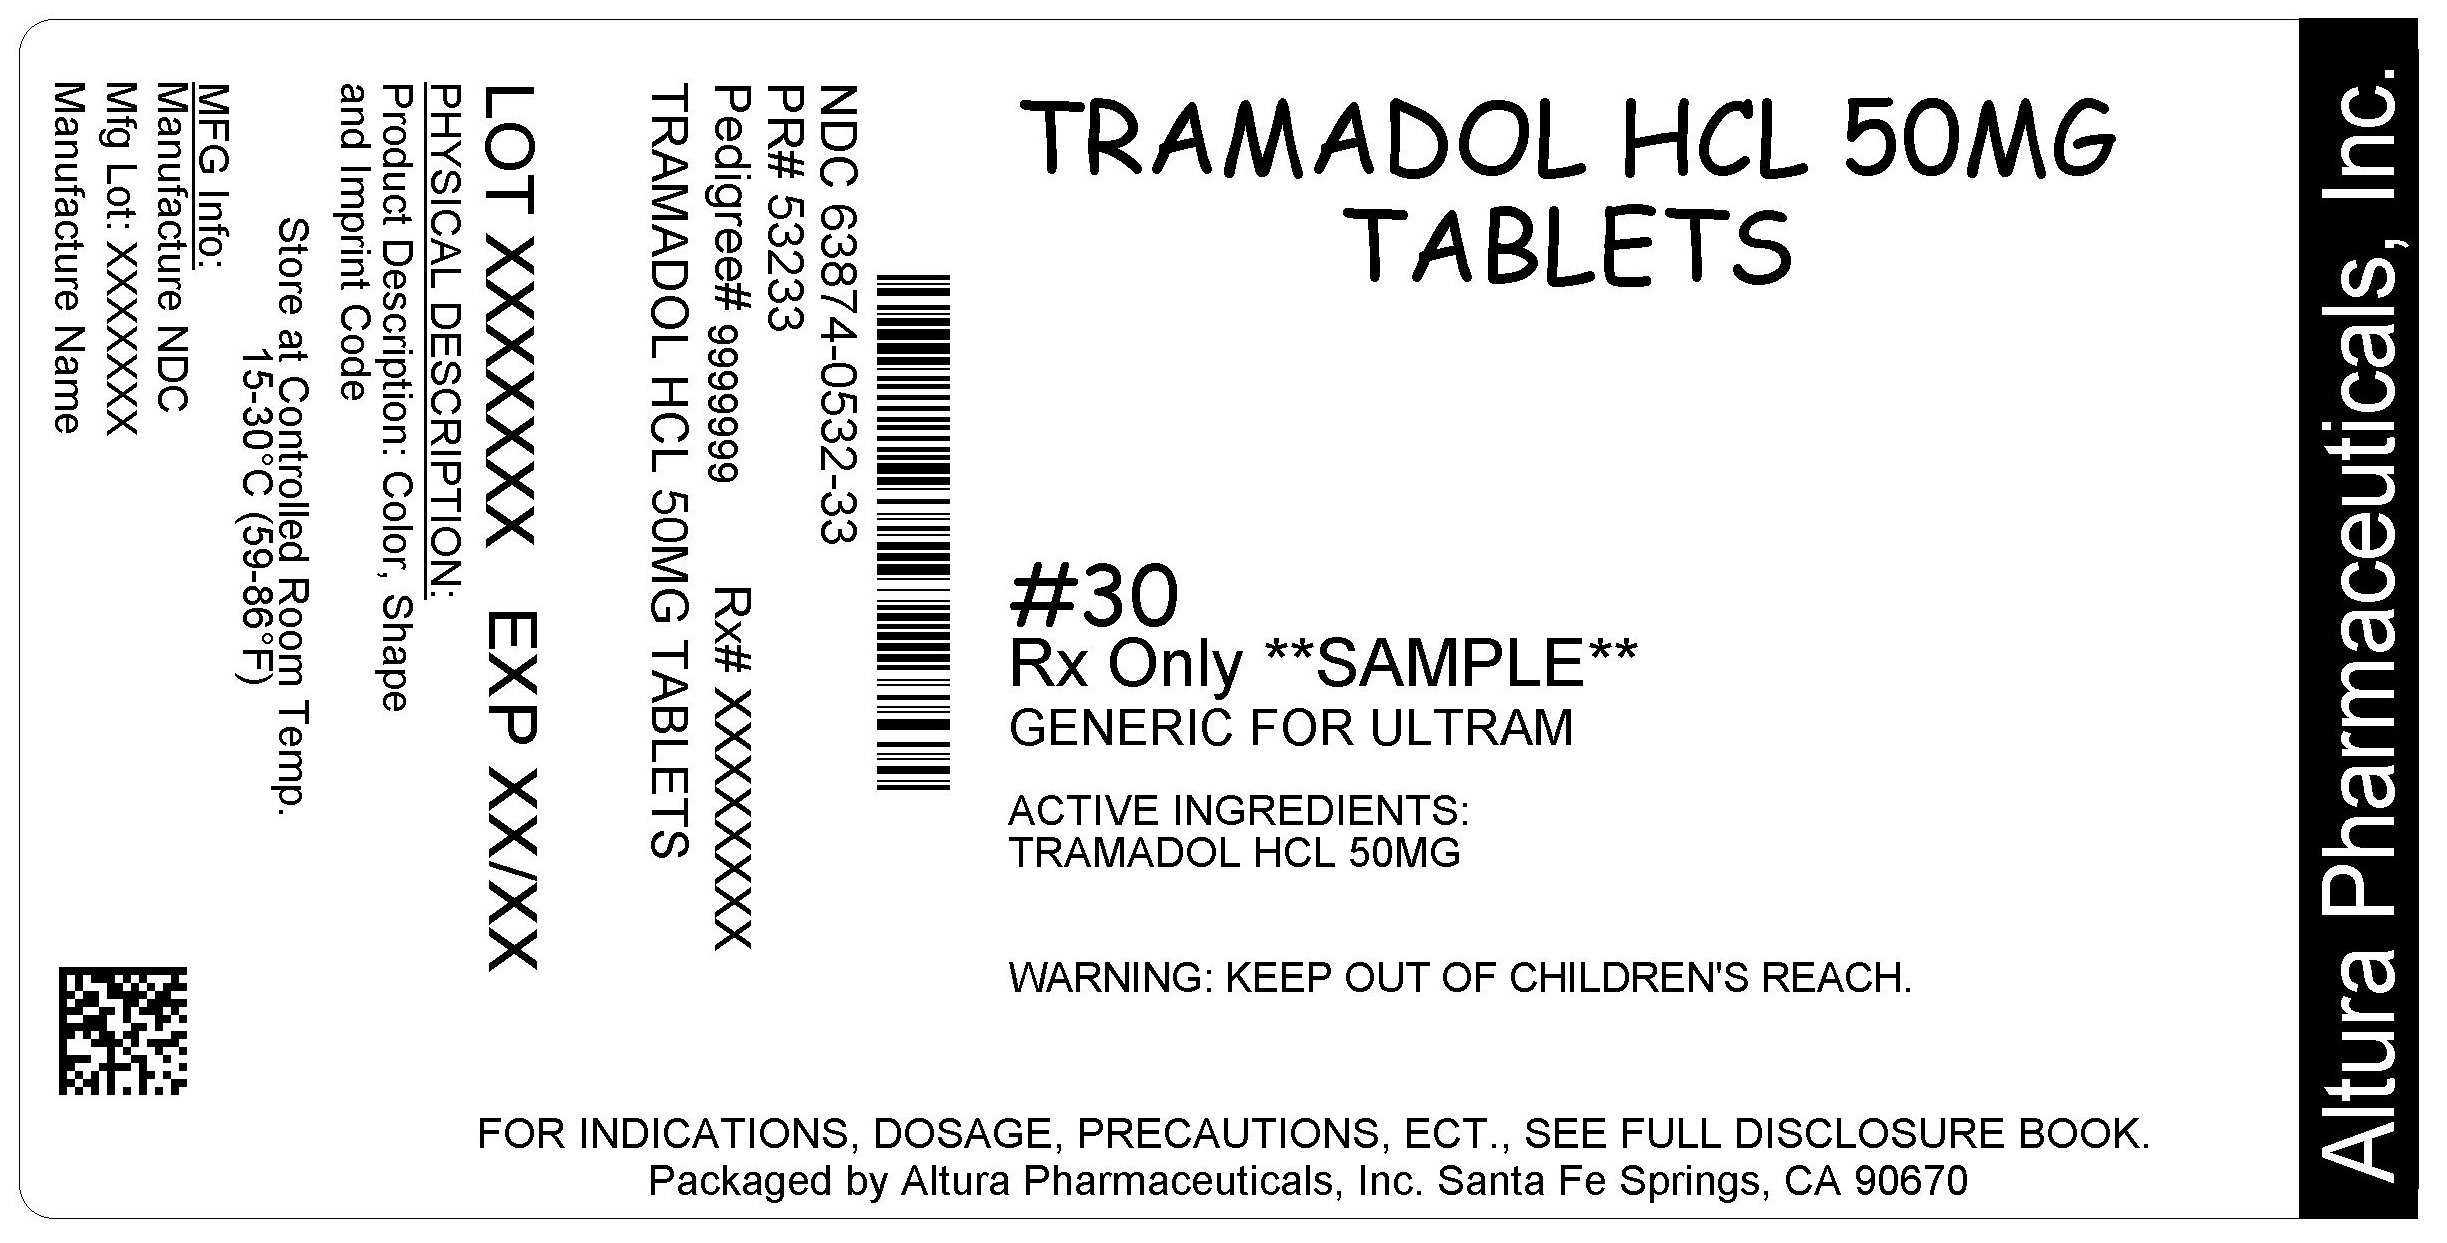 TRAMADOL HCL 50MG
TABLETS
#30
Rx Only **SAMPLE**
GENERIC FOR ULTRAM
ACTIVE INGREDIENTS:
TRAMADOL HCL 50MG
WARNING: KEEP OUT OF CHILDREN'S REACH.
FOR INDICATIONS, DOSAGE, PRECAUTIONS, ECT., SEE FULL DISCLOSURE BOOK.
Packaged by Altura Pharmaceuticals, Inc. Santa Fe Springs, CA 90670
NDC 63874-0532-33
PR# 53233
Pedigree# 9999999 Rx# XXXXXXXX
TRAMADOL HCL 50MG TABLETS
LOT XXXXXXXX EXP XX/XX
PHYSICAL DESCRIPTION:
Product Description: Color, Shape
and Imprint Code
Store at Controlled Room Temp.
15-30°C (59-86°F)
MFG Info:
Manufacture NDC
Mfg Lot: XXXXXXX
Manufacture Name
Altura Pharmaceuticals, Inc.